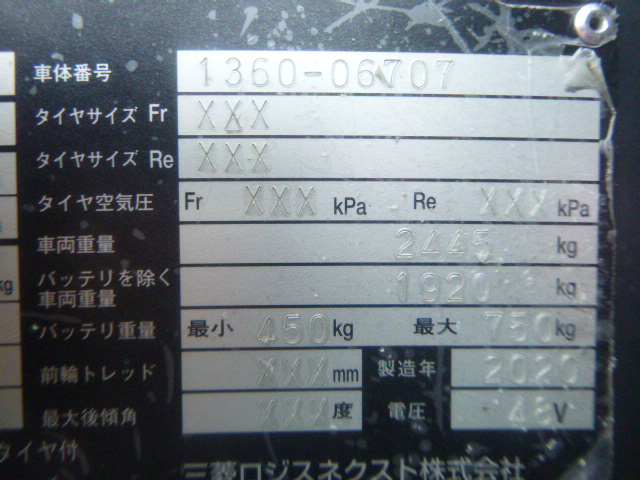 車体番号 1360-06707
タイヤサイズ Fr XXX
タイヤサイズ Re XXX
タイヤ空気圧 Fr XXX kPa Re XXX kPa
車両重量 2445 kg
バッテリを除く
車両重量 1920 kg
*バッテリ重量 最小 450 kg 最大 750 kg
前輪トレッド XXX mm 製造年 2020
最大後傾角 XXX 度 電圧 48 V
タイヤ付
三菱ロジスネクスト株式会社
kg